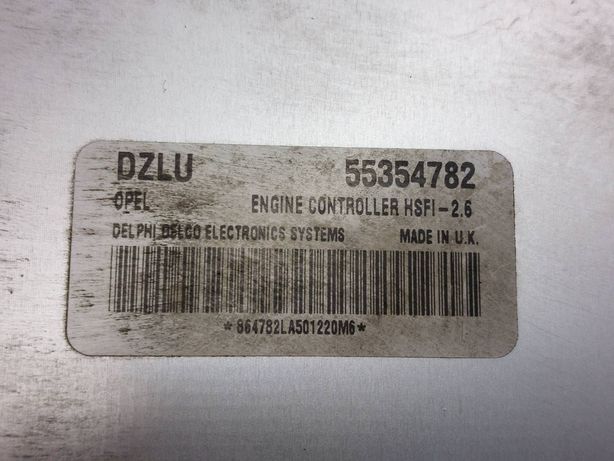 DZLU 55354782
OPEL ENGINE CONTROLLER HSFI-2.6
DELPHI DELCO ELECTRONICS SYSTEMS MADE IN U.K.
*864782LA501220M6*